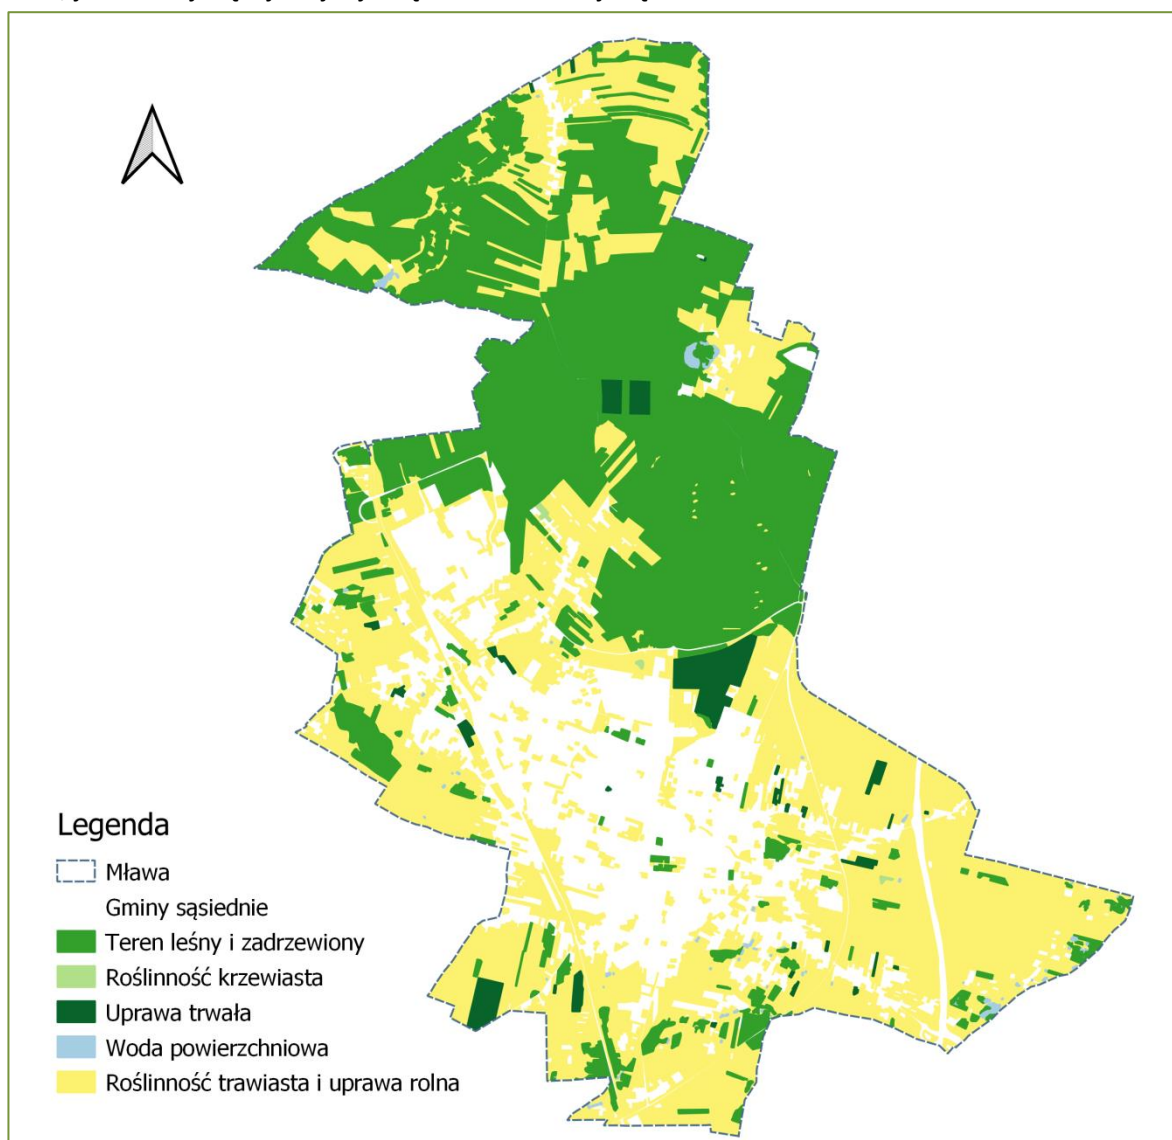 Legenda
Mława
Gminy sąsiednie
Teren leśny i zadrzewiony
Roślinność krzewiasta
Uprawa trwała
Woda powierzchniowa
Roślinność trawiasta i uprawa rolna